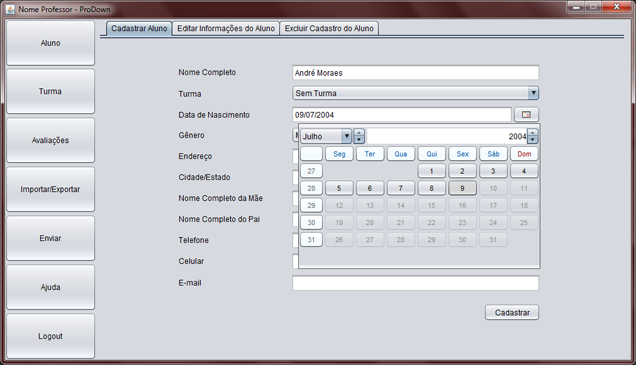 Nome Professor - ProDown
Aluno
Turma
Avaliações
Importar/Exportar
Enviar
Ajuda
Logout
Cadastrar Aluno Editar Informações do Aluno Excluir Cadastro do Aluno
Nome Completo André Moraes
Turma Sem Turma
Data de Nascimento 09/07/2004
Gênero
Julho 2004
Seg Ter Qua Qui Sex Sáb Dom
27 1 2 3 4
28 5 6 7 8 9 10 11
29 12 13 14 15 16 17 18
30 19 20 21 22 23 24 25
31 26 27 28 29 30 31
Endereço
Cidade/Estado
Nome Completo da Mãe
Nome Completo do Pai
Telefone
Celular
E-mail
Cadastrar